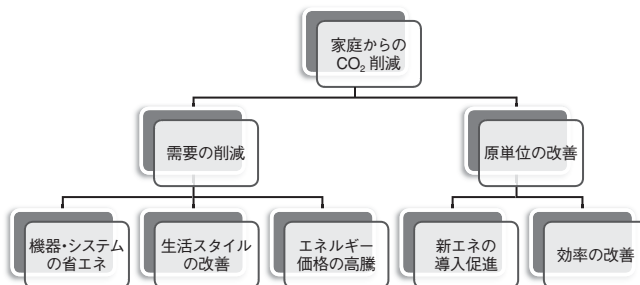 家庭からの
CO₂ 削減
需要の削減
原単位の改善
機器・システム
の省エネ
生活スタイル
の改善
エネルギー
価格の高騰
新エネの
導入促進
効率の改善